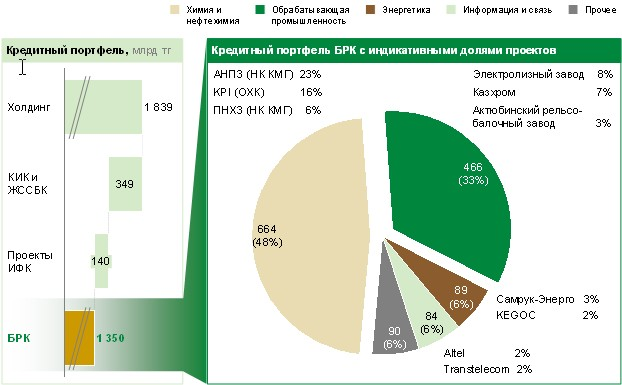 Химия и
нефтехимия
Обрабатывающая
промышленность
Энергетика
Информация и связь
Прочее
Кредитный портфель, млрд тг
Холдинг
1 839
КИК и
ЖССБК
349
Проекты
ИФК
140
БРК
1 350
Кредитный портфель БРК с индикативными долями проектов
АНПЗ (НК КМГ) 23%
KPI (ОХК) 16%
ПНХЗ (НК КМГ) 6%
Электролизный завод 8%
Казхром 7%
Актюбинский рельсо-
балочный завод 3%
466
(33%)
664
(48%)
89
(6%)
84
(6%)
90
(6%)
Самрук-Энерго 3%
KEGOC 2%
Altel 2%
Transtelecom 2%